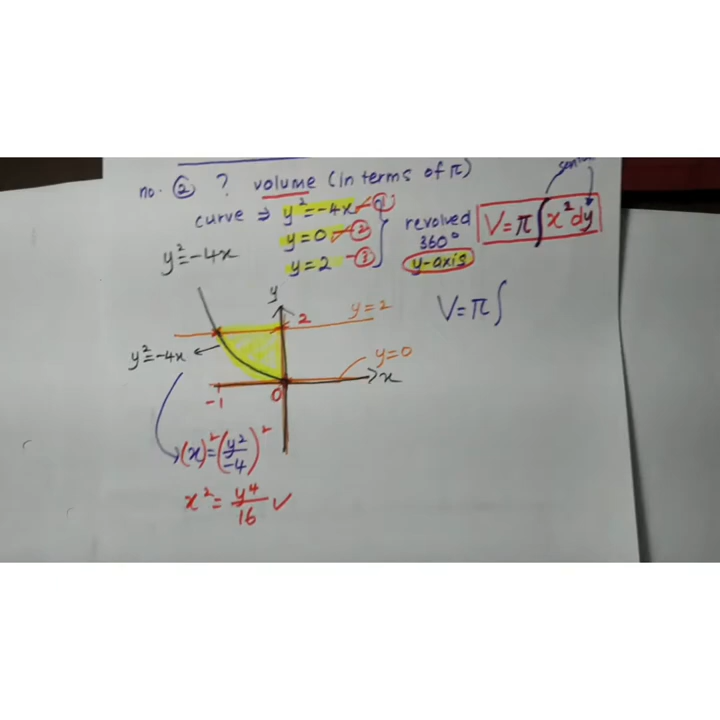 no. ② ? volume (in terms of π)
curve ⇒ y² = -4x ①
y = 0 ②
y = 2 - ③
revolved
360°
y-axis
V = π ∫ x² dy
y² = -4x
V = π ∫
y
2
y = 2
y² = -4x
y = 0
x
-1
0
(x)² = (y²/-4)²
x² = y⁴/16 ✓